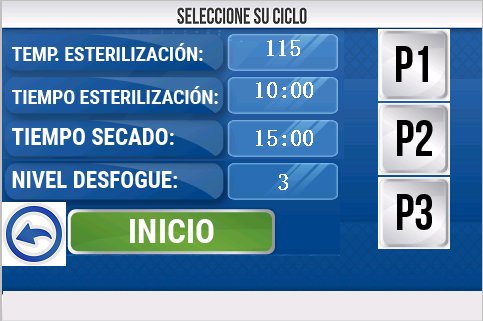 SELECCIONE SU CICLO
TEMP. ESTERILIZACIÓN: 115
TIEMPO ESTERILIZACIÓN: 10:00
TIEMPO SECADO: 15:00
NIVEL DESFOGUE: 3
INICIO
P1
P2
P3